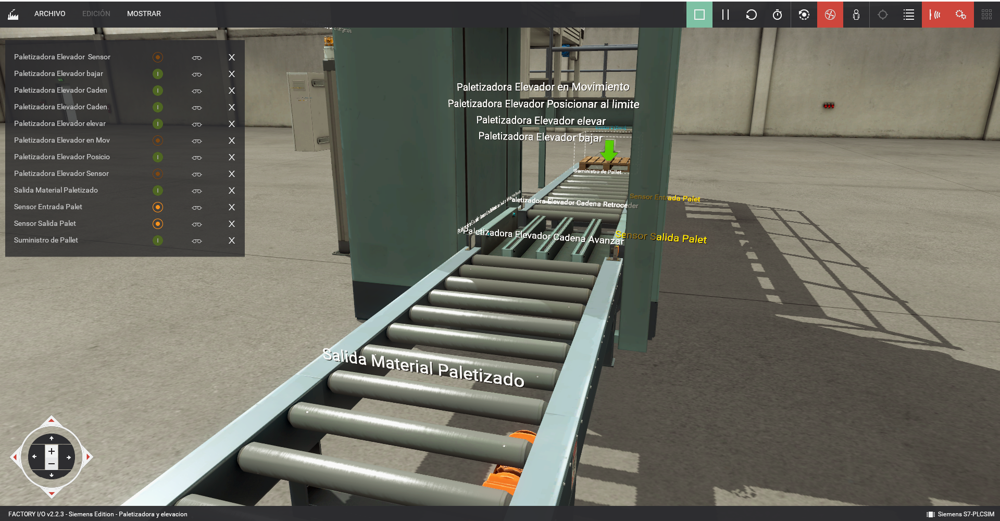 ARCHIVO EDICIÓN MOSTRAR
Paletizadora Elevador Sensor
Paletizadora Elevador bajar
Paletizadora Elevador Caden
Paletizadora Elevador Caden
Paletizadora Elevador elevar
Paletizadora Elevador en Mov
Paletizadora Elevador Posicio
Paletizadora Elevador Sensor
Salida Material Paletizado
Sensor Entrada Palet
Sensor Salida Palet
Suministro de Pallet
Paletizadora Elevador en Movimiento
Paletizadora Elevador Posicionar al limite
Paletizadora Elevador elevar
Paletizadora Elevador bajar
Suministro de Pallet
Sensor Entrada Palet
Paletizadora Elevador Cadena Retroceder
Paletizadora Elevador Cadena Avanzar
Sensor Salida Palet
Salida Material Paletizado
FACTORY I/O v2.2.3 - Siemens Edition - Paletizadora y elevacion
Siemens S7-PLCSIM